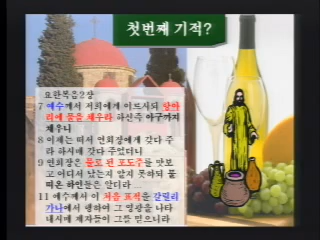 첫번째 기적?
요한복음2장
7 예수께서 저희에게 이르시되 항아
리에 물을 채우라 하신즉 아구까지
채우니
8 이제는 떠서 연회장에게 갖다 주
라 하시매 갖다 주었더니
9 연회장은 물로 된 포도주를 맛보
고 어디서 났는지 알지 못하되 물
떠온 하인들은 알더라 ...
11 예수께서 이 처음 표적을 갈릴리
가나에서 행하여 그 영광을 나타
내시매 제자들이 그를 믿으니라